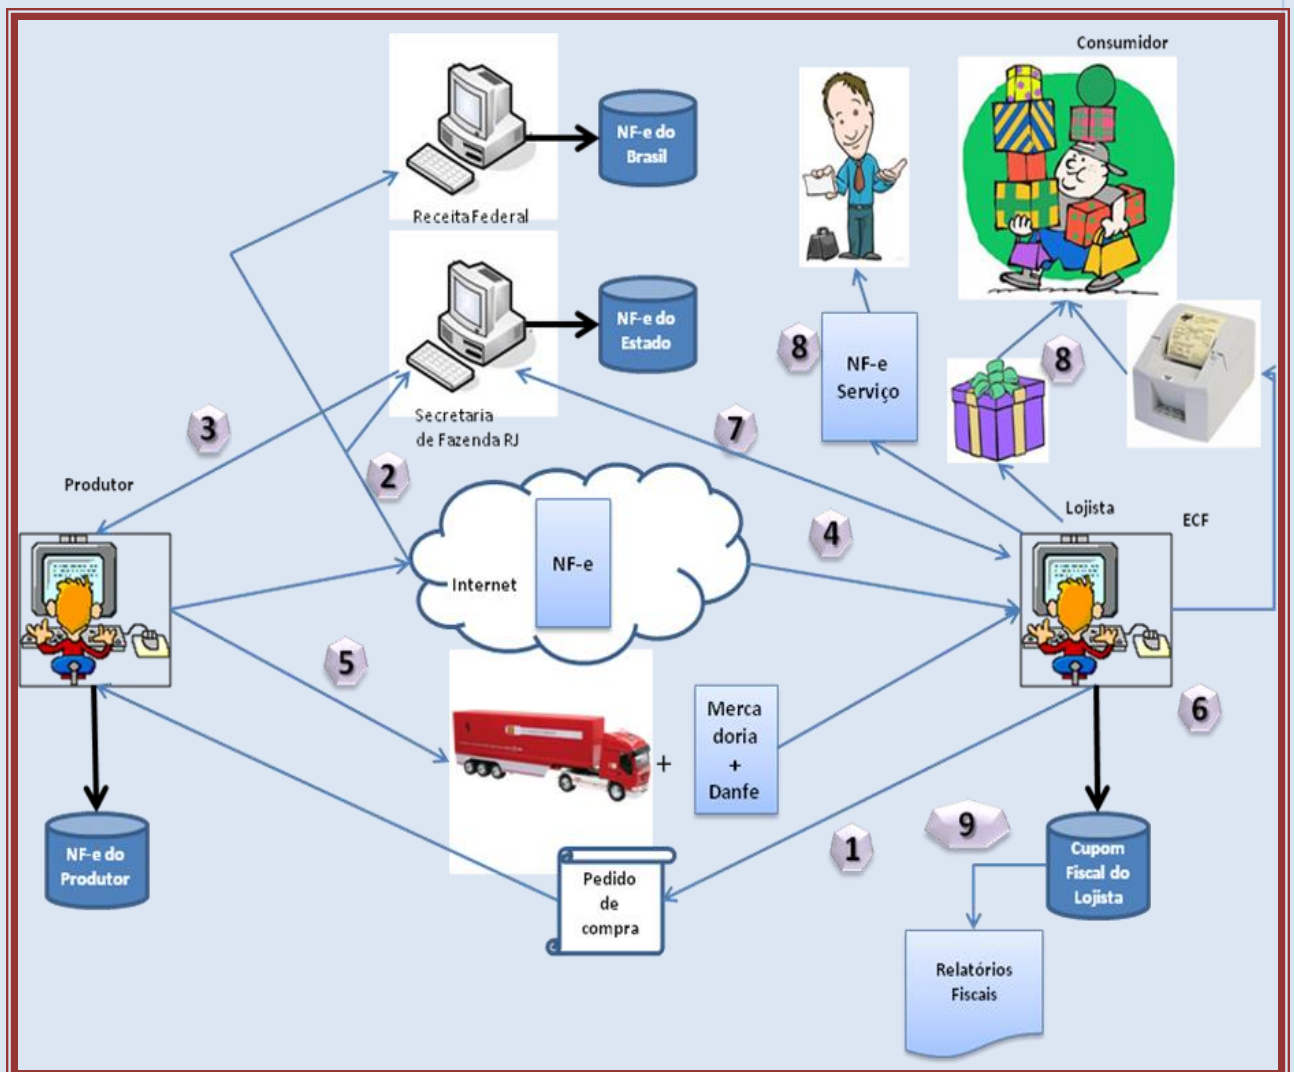 Consumidor
NF-e do
Brasil
ReceitaFederal
NF-e do
Estado
Secretaria
de Fazenda RJ
8
NF-e
Serviço
8
3
2
7
Produtor
Lojista
ECF
4
Internet
NF-e
5
6
Merca
doria
+
Danfe
+
NF-e do
Produtor
1
9
Pedido
de
compra
Cupom
Fiscal do
Lojista
Relatórios
Fiscais